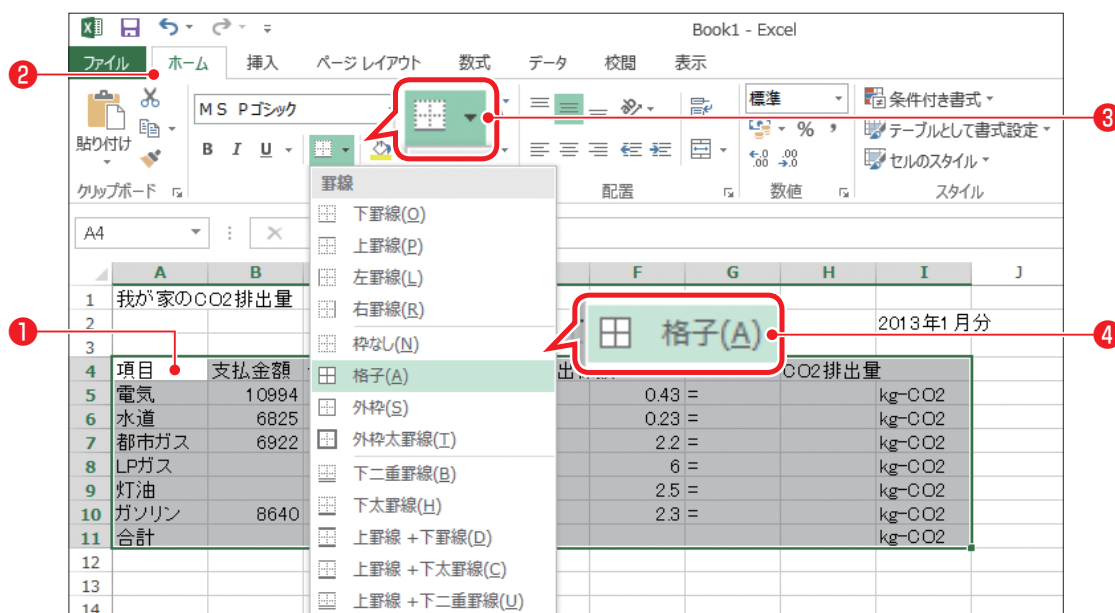 Book1 - Excel
ファイル ホーム 挿入 ページ レイアウト 数式 データ 校閲 表示
❷
ＭＳ Ｐゴシック
標準
条件付き書式
❸
貼り付け
B I U
% ,
テーブルとして書式設定
セルのスタイル
クリップボード 配置 数値 スタイル
罫線
下罫線(O)
上罫線(P)
左罫線(L)
右罫線(R)
枠なし(N)
格子(A)
外枠(S)
外枠太罫線(T)
下二重罫線(B)
下太罫線(H)
上罫線 +下罫線(D)
上罫線 +下太罫線(C)
上罫線 +下二重罫線(U)
A4
A B F G H I J
1 我が家のCO2排出量
❶
2 2013年1月分
格子(A)
❹
3
4 項目 支払金額 CO2排出量
5 電気 10994 0.43 = kg-CO2
6 水道 6825 0.23 = kg-CO2
7 都市ガス 6922 2.2 = kg-CO2
8 LPガス 6 = kg-CO2
9 灯油 2.5 = kg-CO2
10 ガソリン 8640 2.3 = kg-CO2
11 合計 kg-CO2
12
13
14